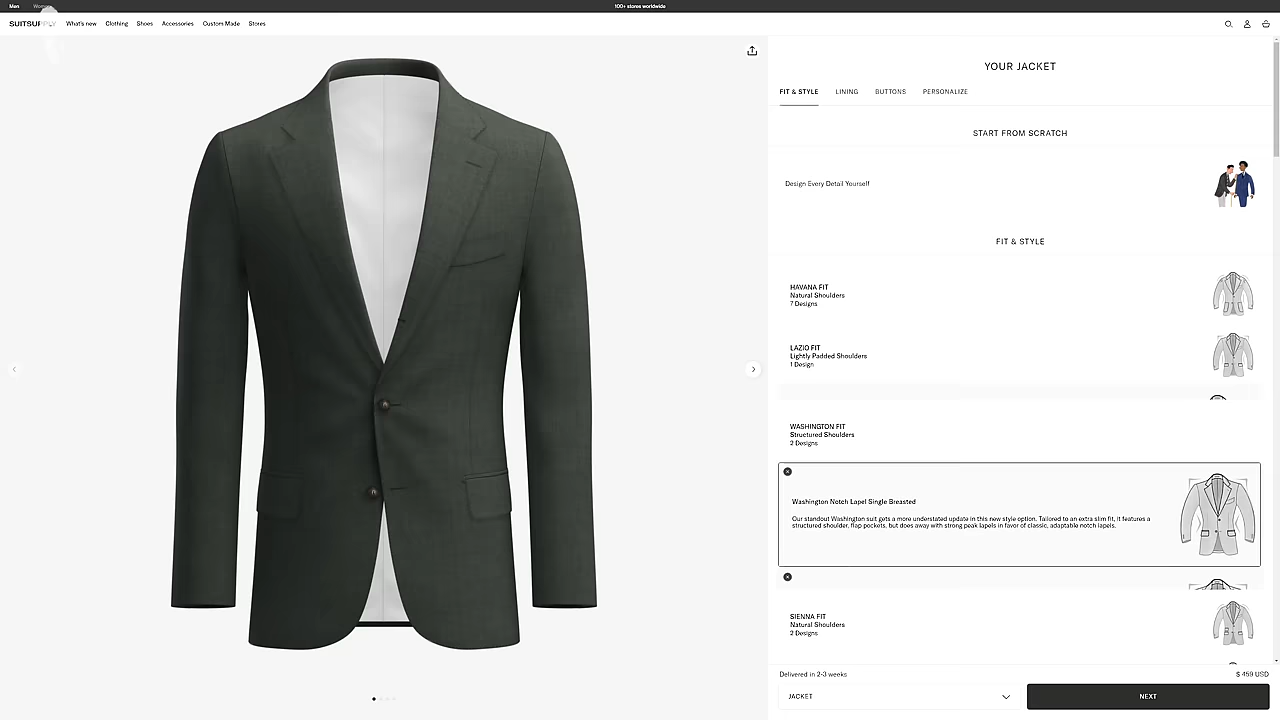 Men
100+ stores worldwide
What's new
Clothing
Shoes
Accessories
Custom Made
Stores
YOUR JACKET
FIT & STYLE
LINING
BUTTONS
PERSONALIZE
START FROM SCRATCH
Design Every Detail Yourself
FIT & STYLE
HAVANA FIT
Natural Shoulders
7 Designs
LAZIO FIT
Lightly Padded Shoulders
1 Design
WASHINGTON FIT
Structured Shoulders
2 Designs
Washington Notch Lapel Single Breasted
Our standout Washington suit gets a more understated update in this new style option. Tailored to an extra slim fit, it features a
structured shoulder, flap pockets, but does away with strong peak lapels in favor of classic, adaptable notch lapels.
SIENNA FIT
Natural Shoulders
2 Designs
Delivered in 2-3 weeks
$ 459 USD
JACKET
NEXT